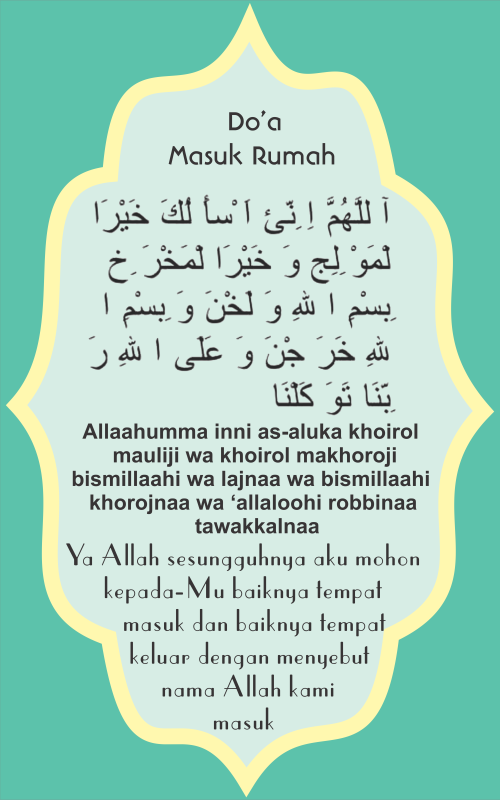 Do'a
Masuk Rumah
آ للَّهُمَّ اِ نِّئ اَ ْسأَ لُكَ خَيْرَا
لْمَوْ لِجِ وَ خَيْرَا لْمَخْرَ ِخ
بِسْمِ ا للهِ وَ لَخْنَ وَ بِسْمِ ا
للهِ خَرَ جْنَ وَ عَلَى ا للهِ رَ
بِّنَا تَوَ كَلْنَا
Allaahumma inni as-aluka khoirol
mauliji wa khoirol makhoroji
bismillaahi wa lajnaa wa bismillaahi
khorojnaa wa ‘allaloohi robbinaa
tawakkalnaa
Ya Allah sesungguhnya aku mohon
kepada-Mu baiknya tempat
masuk dan baiknya tempat
keluar dengan menyebut
nama Allah kami
masuk